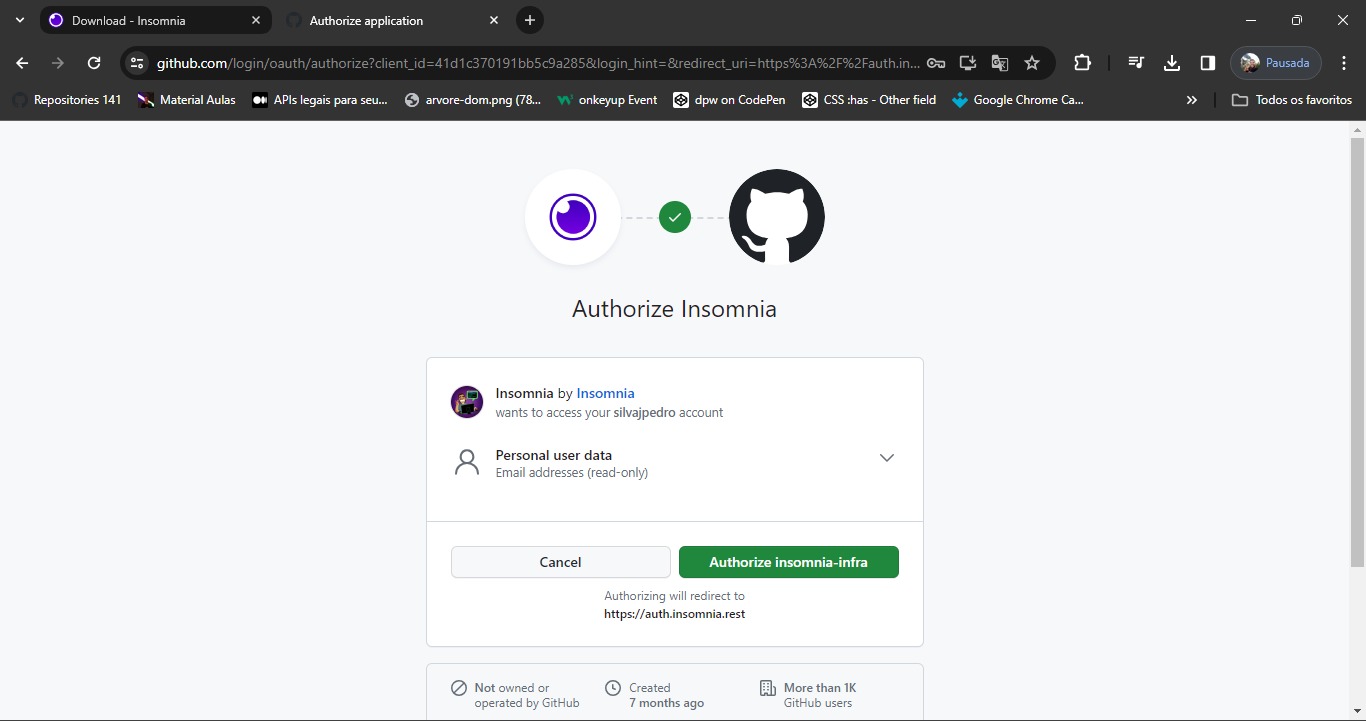 Download - Insomnia
Authorize application
github.com/login/oauth/authorize?client_id=41d1c370191bb5c9a285&login_hint=&redirect_uri=https%3A%2F%2Fauth.in...
Pausada
Repositories 141
Material Aulas
APIs legais para seu...
arvore-dom.png (78...
onkeyup Event
dpw on CodePen
CSS :has - Other field
Google Chrome Ca...
»
Todos os favoritos
Authorize Insomnia
Insomnia by Insomnia
wants to access your silvajpedro account
Personal user data
Email addresses (read-only)
Cancel
Authorize insomnia-infra
Authorizing will redirect to
https://auth.insomnia.rest
Not owned or
operated by GitHub
Created
7 months ago
More than 1K
GitHub users